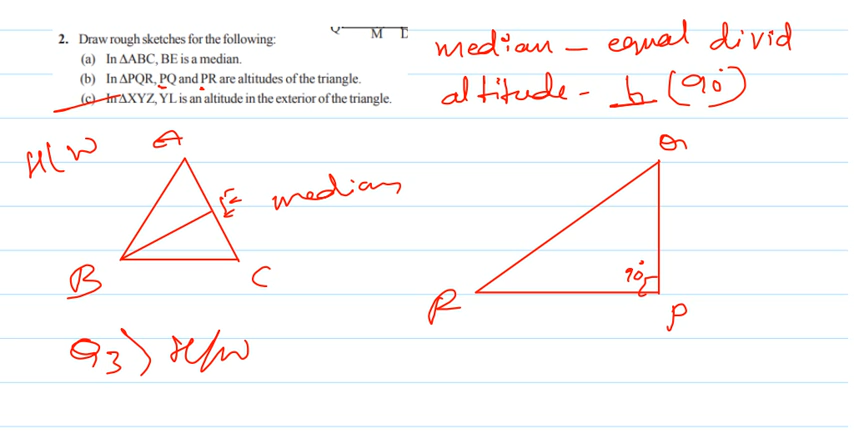 M
2. Draw rough sketches for the following:
(a) In ΔABC, BE is a median.
(b) In ΔPQR, PQ and PR are altitudes of the triangle.
(c) In ΔXYZ, YL is an altitude in the exterior of the triangle.
median – equal divid
altitude - (90°)
H/W
A
E
median
B
C
Q
90°
R
P
Q3) H/W